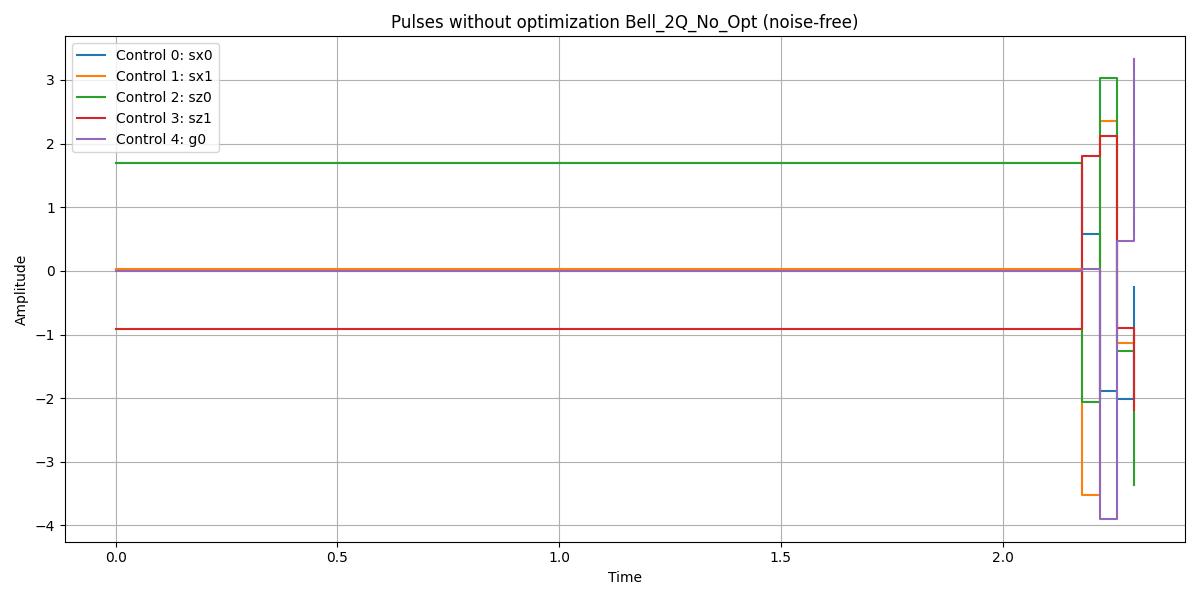 Pulses without optimization Bell_2Q_No_Opt (noise-free)
Control 0: sx0
Control 1: sx1
Control 2: sz0
Control 3: sz1
Control 4: g0
Amplitude
3
2
1
0
−1
−2
−3
−4
0.0 0.5 1.0 1.5 2.0
Time